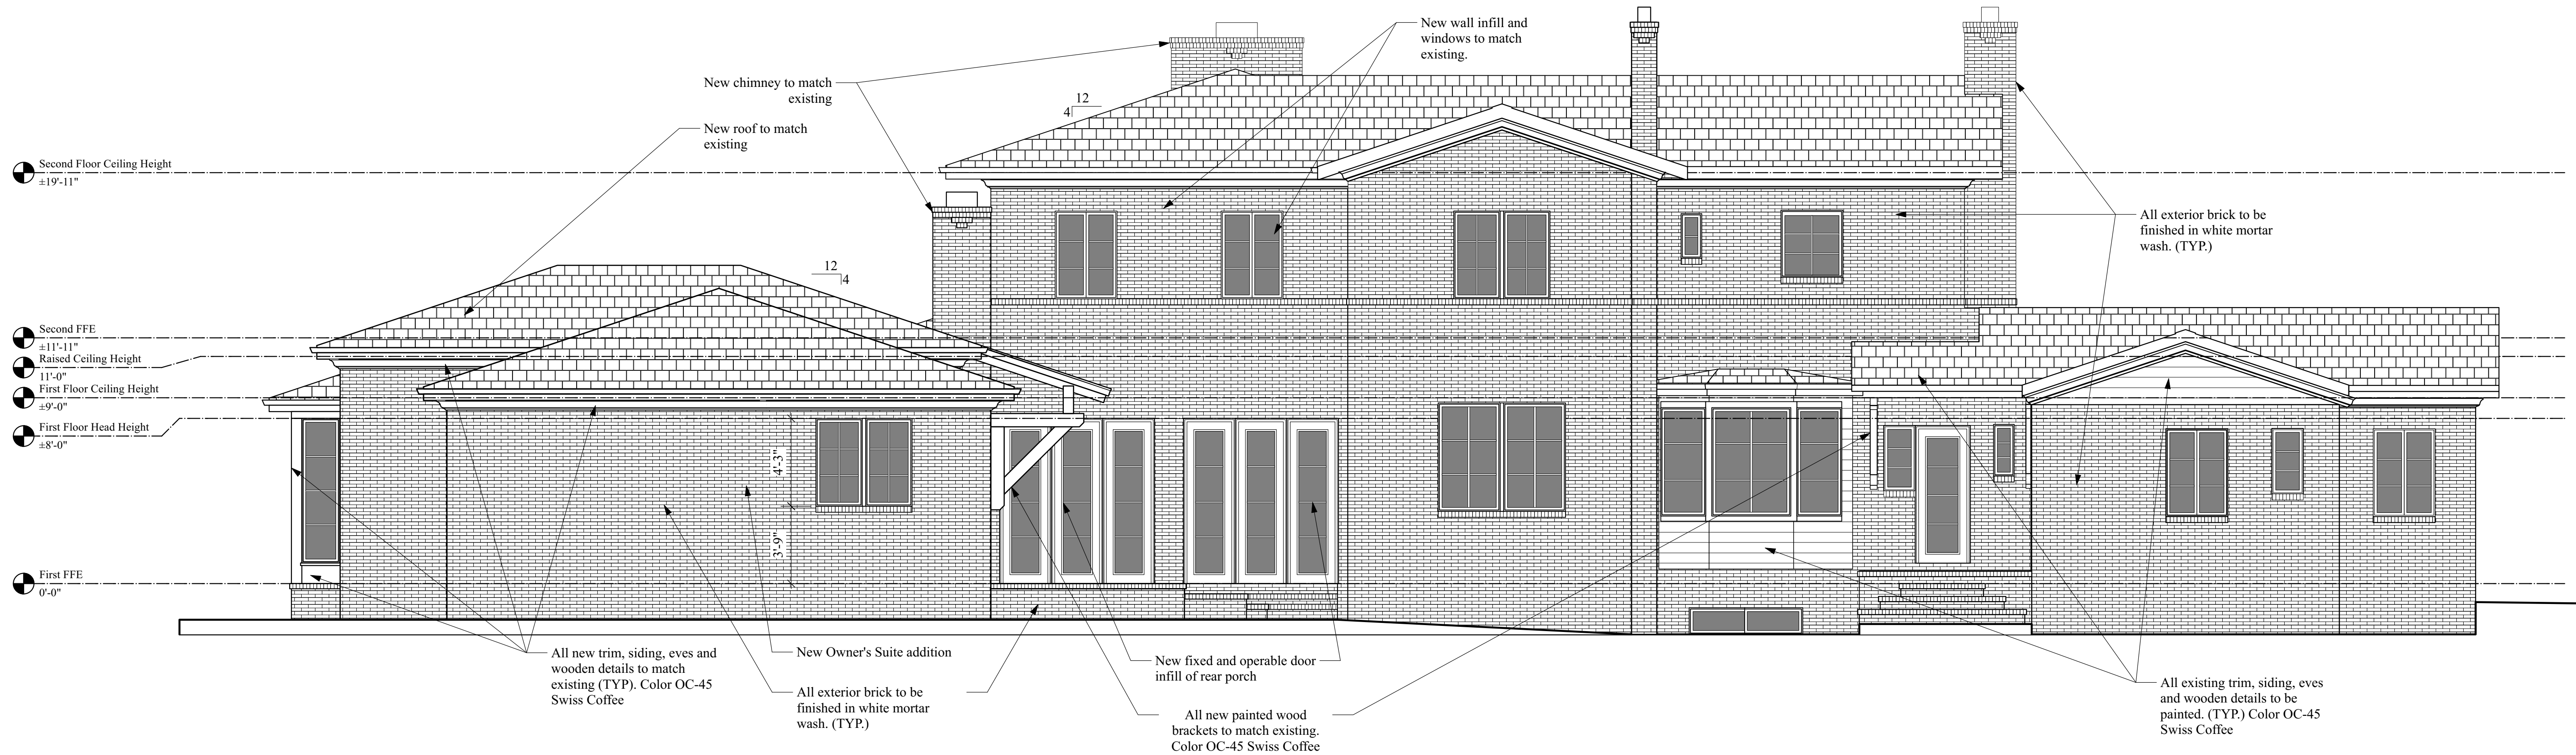 New wall infill and
windows to match
existing.
New chimney to match
existing
12
4
New roof to match
existing
Second Floor Ceiling Height
±19'-11"
All exterior brick to be
finished in white mortar
wash. (TYP.)
12
4
Second FFE
±11'-11"
Raised Ceiling Height
11'-0"
First Floor Ceiling Height
±9'-0"
First Floor Head Height
±8'-0"
4'-3"
3'-9"
First FFE
0'-0"
All new trim, siding, eves and
wooden details to match
existing (TYP). Color OC-45
Swiss Coffee
New Owner's Suite addition
All exterior brick to be
finished in white mortar
wash. (TYP.)
New fixed and operable door
infill of rear porch
All new painted wood
brackets to match existing.
Color OC-45 Swiss Coffee
All existing trim, siding, eves
and wooden details to be
painted. (TYP.) Color OC-45
Swiss Coffee